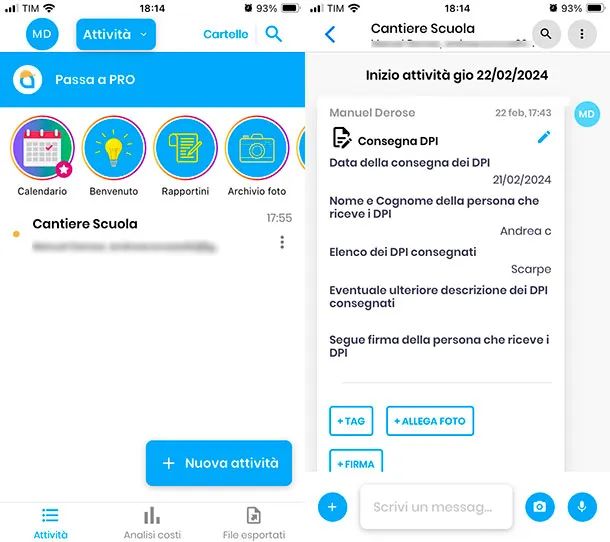 TIM 18:14 93%
MD Attività Cartelle
Passa a PRO
Calendario Benvenuto Rapportini Archivio foto
Cantiere Scuola 17:55
+ Nuova attività
Attività Analisi costi File esportati
TIM 18:14 93%
Cantiere Scuola
Inizio attività gio 22/02/2024
Manuel Derose 22 feb, 17:43 MD
Consegna DPI
Data della consegna dei DPI
21/02/2024
Nome e Cognome della persona che
riceve i DPI
Andrea c
Elenco dei DPI consegnati
Scarpe
Eventuale ulteriore descrizione dei DPI
consegnati
Segue firma della persona che riceve i
DPI
+ TAG + ALLEGA FOTO
+ FIRMA
+ Scrivi un messag...